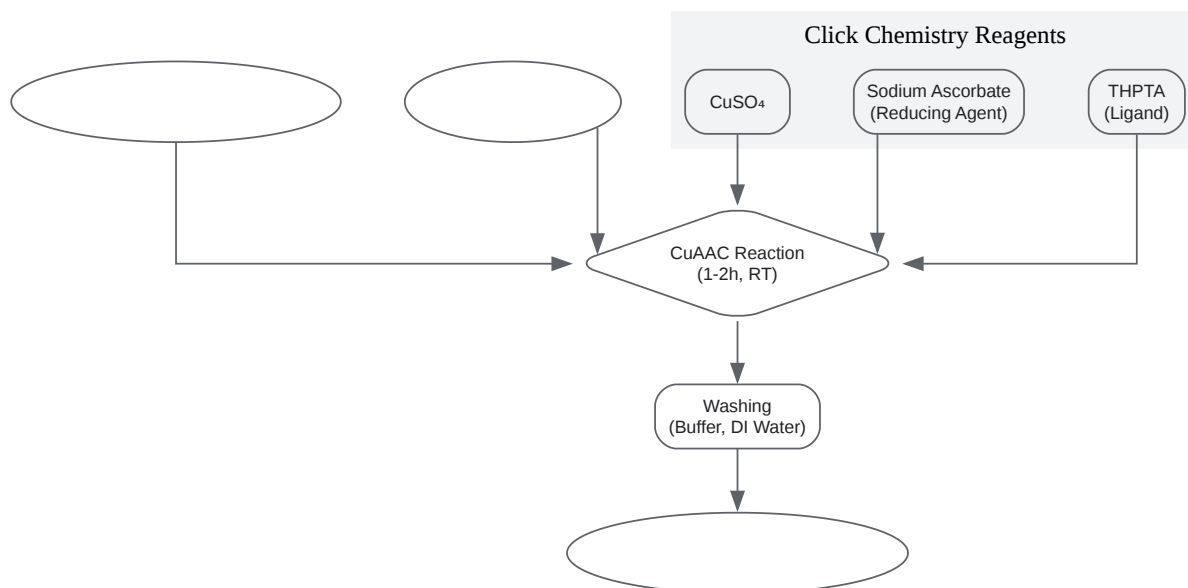 Click Chemistry Reagents
CuSO₄
Sodium Ascorbate
(Reducing Agent)
THPTA
(Ligand)
CuAAC Reaction
(1-2h, RT)
Washing
(Buffer, DI Water)